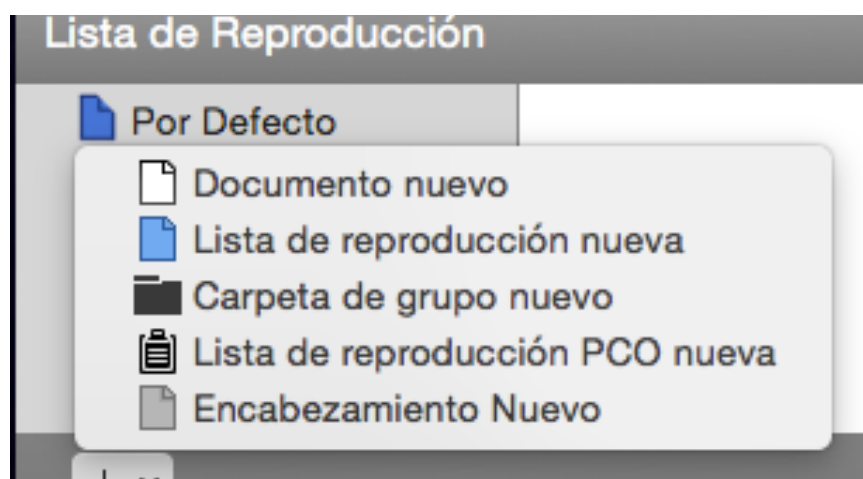 Lista de Reproducción
Por Defecto
Documento nuevo
Lista de reproducción nueva
Carpeta de grupo nuevo
Lista de reproducción PCO nueva
Encabezamiento Nuevo